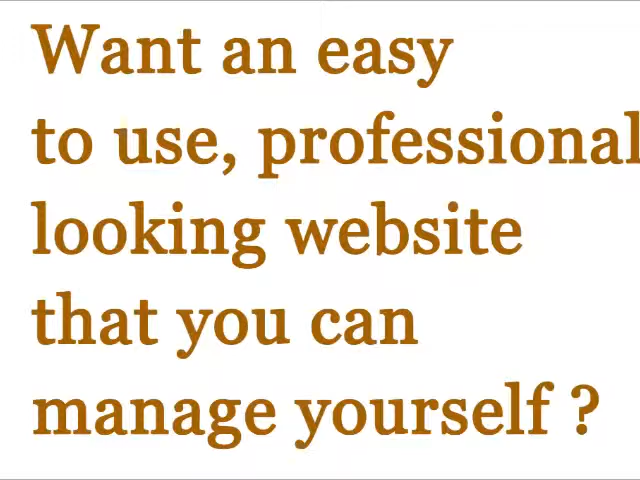 Want an easy
to use, professional
looking website
that you can
manage yourself ?